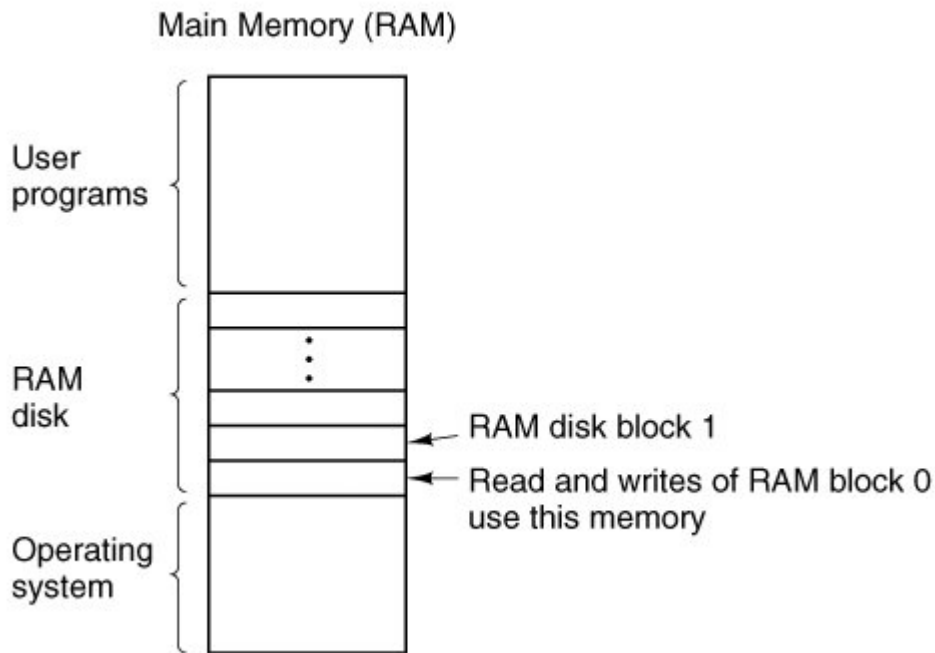 Main Memory (RAM)
User
programs
RAM
disk
RAM disk block 1
Read and writes of RAM block 0
use this memory
Operating
system